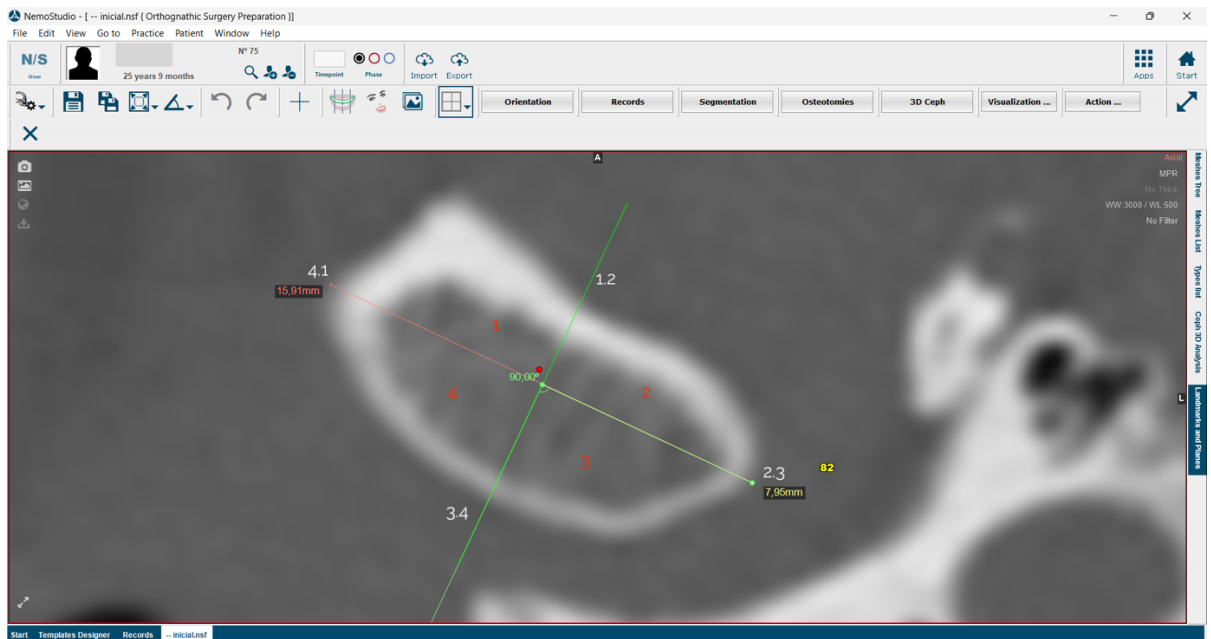 NemoStudio - [ -- inicial.nsf ( Orthognathic Surgery Preparation )]
File Edit View Go to Practice Patient Window Help
N/S
User
25 years 9 months
Nº 75
Timepoint
Phase
Import
Export
Apps
Start
Orientation
Records
Segmentation
Osteotomies
3D Ceph
Visualization ...
Action ...
A
Axial
MPR
No Thick
WW:3000 / WL:500
No Filter
L
4.1
15,91mm
1.2
1
90,00º
4
2
3
2.3
82
7,95mm
3.4
Meshes Tree
Meshes List
Types list
Ceph 3D Analysis
Landmarks and Planes
Start Templates Designer Records -- inicial.nsf